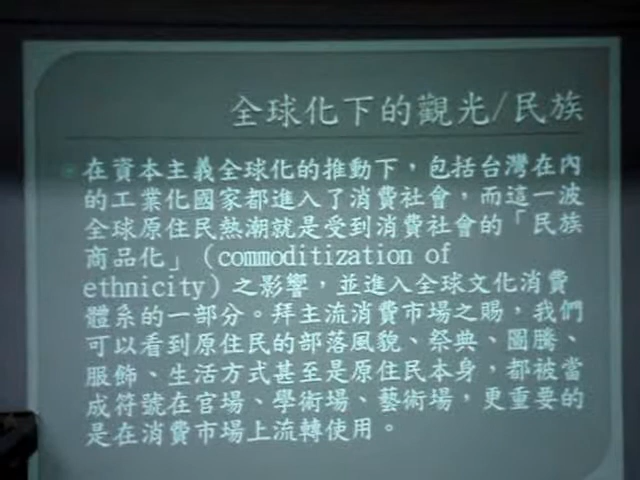 全球化下的觀光/民族
在資本主義全球化的推動下，包括台灣在內
的工業化國家都進入了消費社會，而這一波
全球原住民熱潮就是受到消費社會的「民族
商品化」（commoditization of
ethnicity）之影響，並進入全球文化消費
體系的一部分。拜主流消費市場之賜，我們
可以看到原住民的部落風貌、祭典、圖騰、
服飾、生活方式甚至是原住民本身，都被當
成符號在官場、學術場、藝術場，更重要的
是在消費市場上流轉使用。